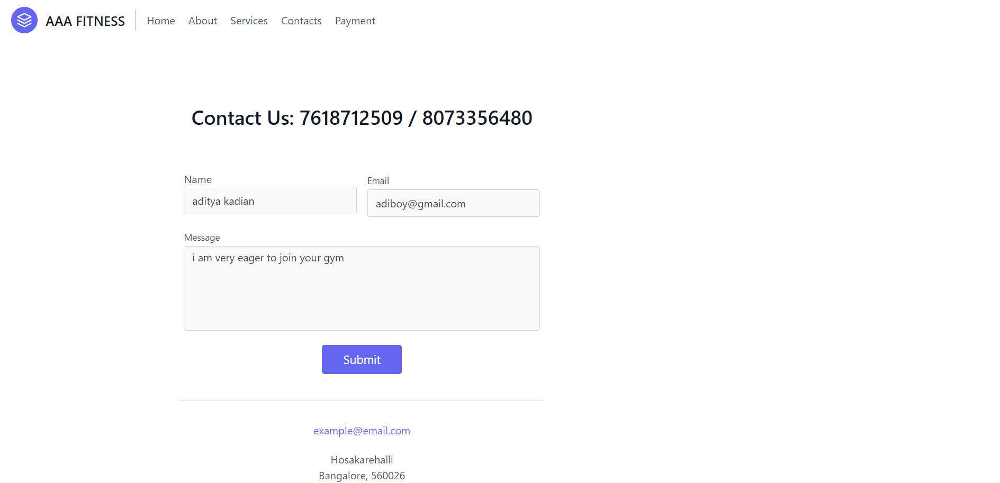 AAA FITNESS Home About Services Contacts Payment
Contact Us: 7618712509 / 8073356480
Name Email
aditya kadian adiboy@gmail.com
Message
i am very eager to join your gym
Submit
example@email.com
Hosakarehalli
Bangalore, 560026